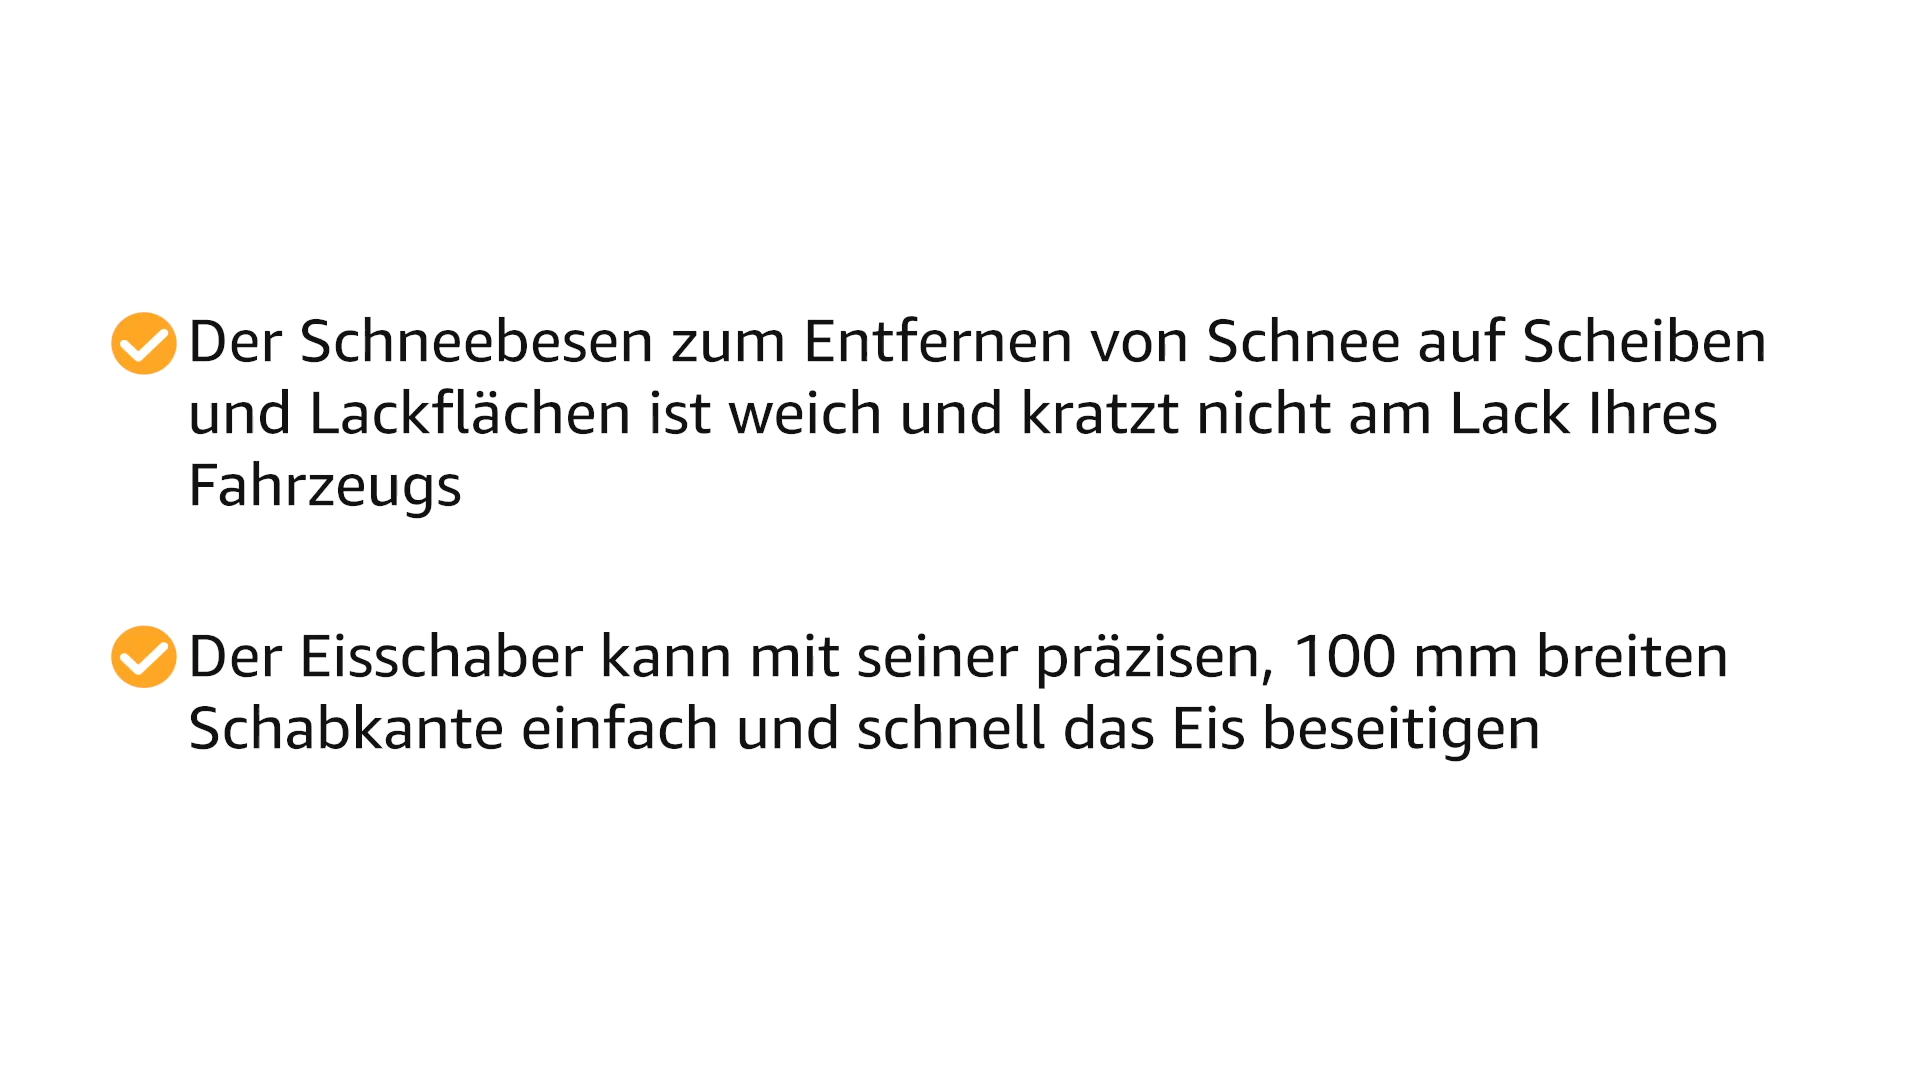 Der Schneebesen zum Entfernen von Schnee auf Scheiben
und Lackflächen ist weich und kratzt nicht am Lack Ihres
Fahrzeugs
Der Eisschaber kann mit seiner präzisen, 100 mm breiten
Schabkante einfach und schnell das Eis beseitigen